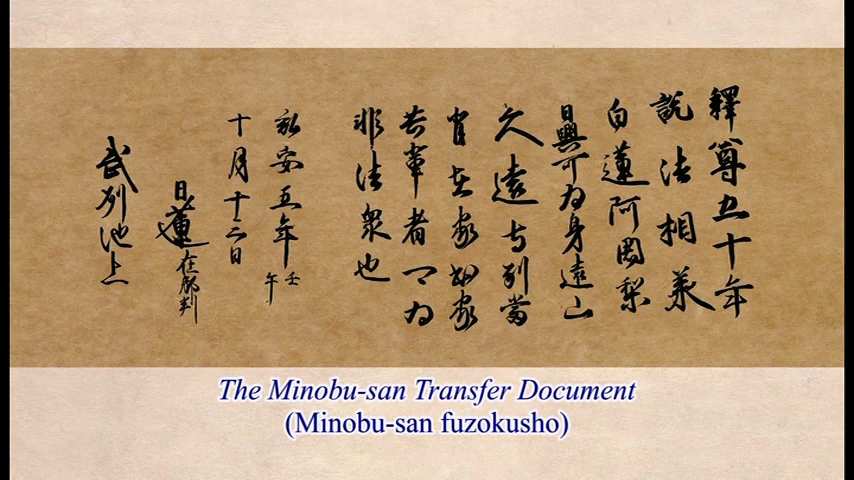 釋尊五十年
説法相承
白蓮阿闍梨
日興可為身延山
久遠寺別當
背在家出家
共輩者可為
非法衆也
弘安五年壬午
十月十三日
日蓮在御判
武州池上
The Minobu-san Transfer Document
(Minobu-san fuzokusho)